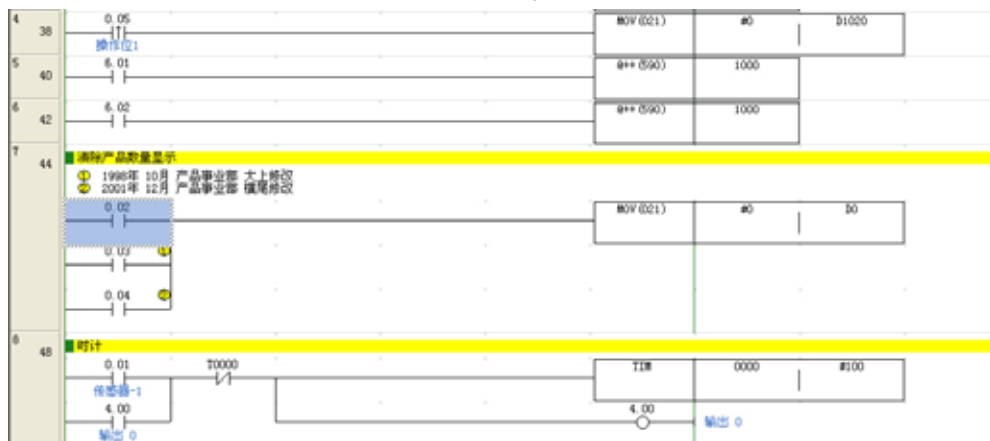 4 38 0.05 MOV(021) #0 D1020
操作位1
5 40 6.01 @++(590) 1000
6 42 6.02 @++(590) 1000
7 44 清除产品数量显示
① 1998年 10月 产品事业部 大上修改
② 2001年 12月 产品事业部 横尾修改
0.02 MOV(021) #0 D0
0.03 ①
0.04 ②
8 48 时计
0.01 T0000 TIM 0000 #100
传感器-1
4.00 4.00 输出 0
输出 0